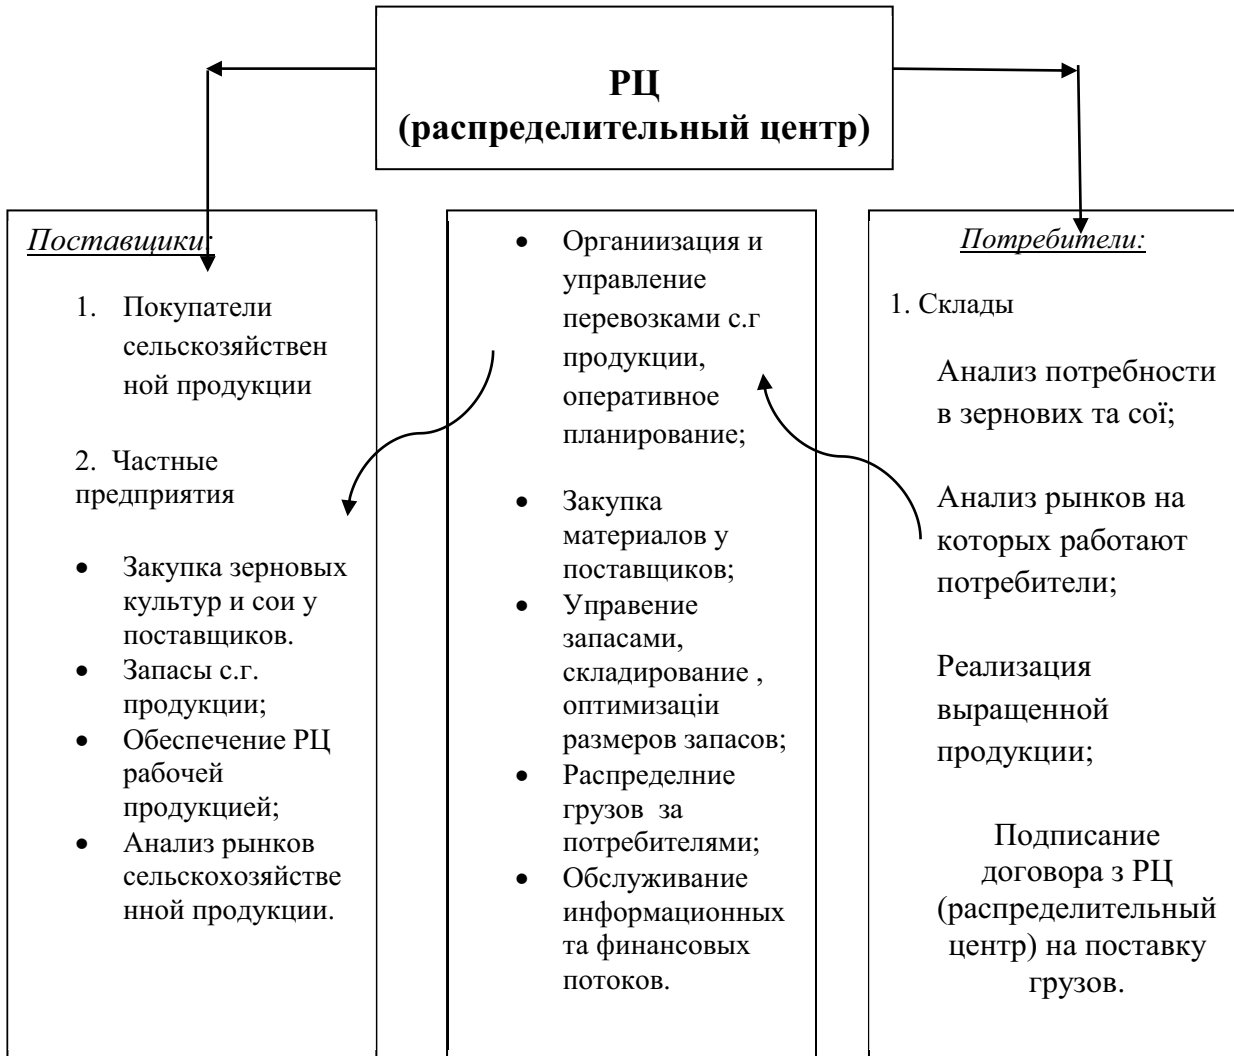 РЦ
(распределительный центр)
Поставщики:
1. Покупатели
сельскозяйствен
ной продукции
2. Частные
предприятия
• Закупка зерновых
культур и сои у
поставщиков.
• Запасы с.г.
продукции;
• Обеспечение РЦ
рабочей
продукцией;
• Анализ рынков
сельскохозяйстве
нной продукции.
• Органиизация и
управление
перевозками с.г
продукции,
оперативное
планирование;
• Закупка
материалов у
поставщиков;
• Управение
запасами,
складирование ,
оптимизаціи
размеров запасов;
• Распределние
грузов за
потребителями;
• Обслуживание
информационных
та финансовых
потоков.
Потребители:
1. Склады
Анализ потребности
в зернових та сої;
Анализ рынков на
которых работают
потребители;
Реализация
выращенной
продукции;
Подписание
договора з РЦ
(распределительный
центр) на поставку
грузов.